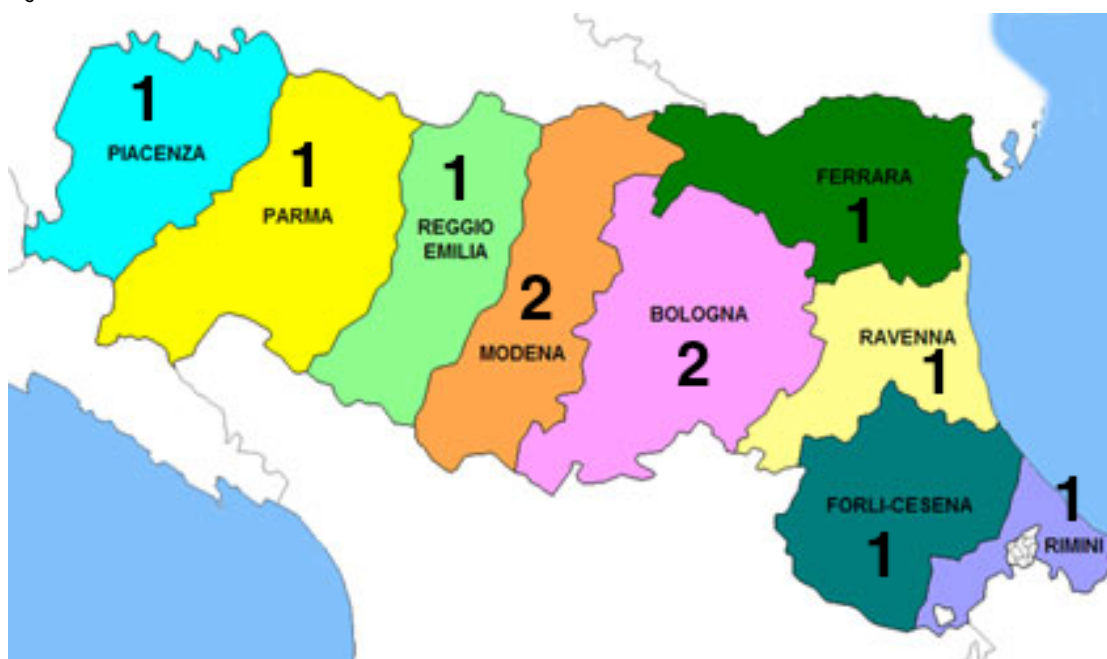 1
PIACENZA
1
PARMA
1
REGGIO
EMILIA
2
MODENA
BOLOGNA
2
FERRARA
1
RAVENNA
1
FORLI-CESENA
1
1
RIMINI